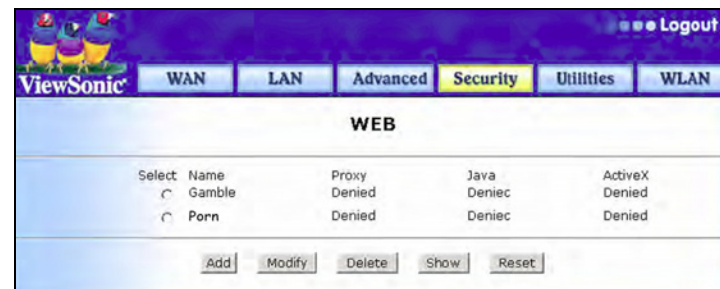 Logout
ViewSonic® WAN LAN Advanced Security Utilities WLAN
WEB
Select Name Proxy Java ActiveX
Gamble Denied Deniec Denied
Porn Denied Deniec Denied
Add Modify Delete Show Reset